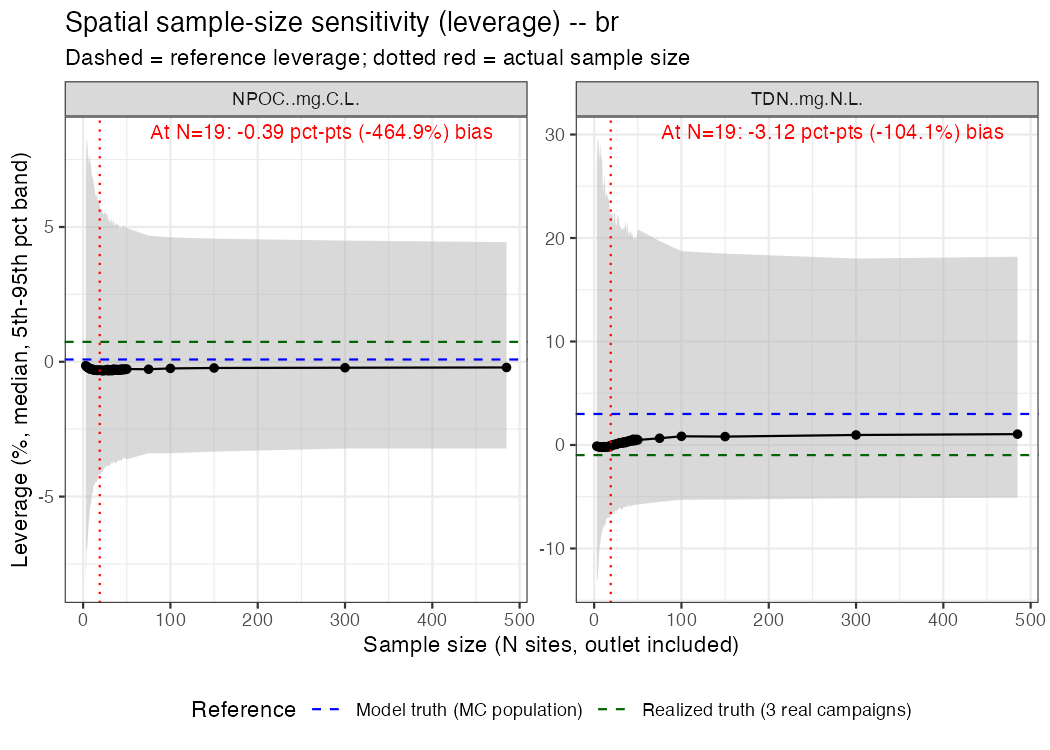 Spatial sample-size sensitivity (leverage) -- br
Dashed = reference leverage; dotted red = actual sample size
NPOC..mg.C.L.
TDN..mg.N.L.
At N=19: -0.39 pct-pts (-464.9%) bias
At N=19: -3.12 pct-pts (-104.1%) bias
Leverage (%, median, 5th-95th pct band)
5
0
-5
30
20
10
0
-10
0 100 200 300 400 500
0 100 200 300 400 500
Sample size (N sites, outlet included)
Reference
Model truth (MC population)
Realized truth (3 real campaigns)